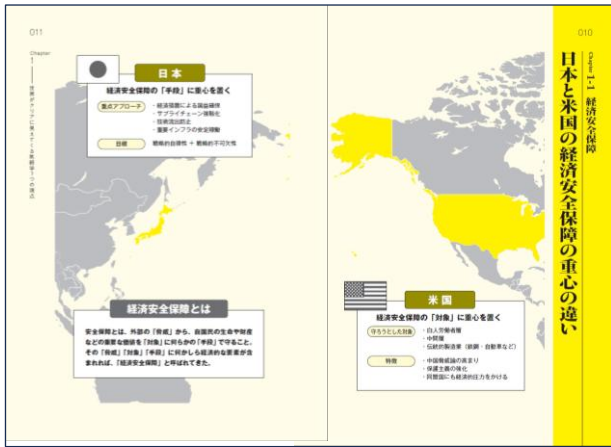 010
Chapter 1-1 経済安全保障
日本と米国の経済安全保障の重心の違い
米国
経済安全保障の「対象」に重心を置く
守ろうとした対象
・白人労働者層
・中間層
・伝統的製造業（鉄鋼・自動車など）
特徴
・中国脅威論の高まり
・保護主義の強化
・同盟国にも経済的圧力をかける
011
Chapter
1
日本
経済安全保障の「手段」に重心を置く
重点アプローチ
・経済措置による国益確保
・サプライチェーン強靭化
・技術流出防止
・重要インフラの安定稼働
目標
戦略的自律性 + 戦略的不可欠性
経済安全保障とは
安全保障とは、外部の「脅威」から、自国民の生命や財産
などの重要な価値を「対象」に何らかの「手段」で守ること。
その「脅威」「対象」「手段」に何かしら経済的な要素が含
まれれば、「経済安全保障」と呼ばれてきた。